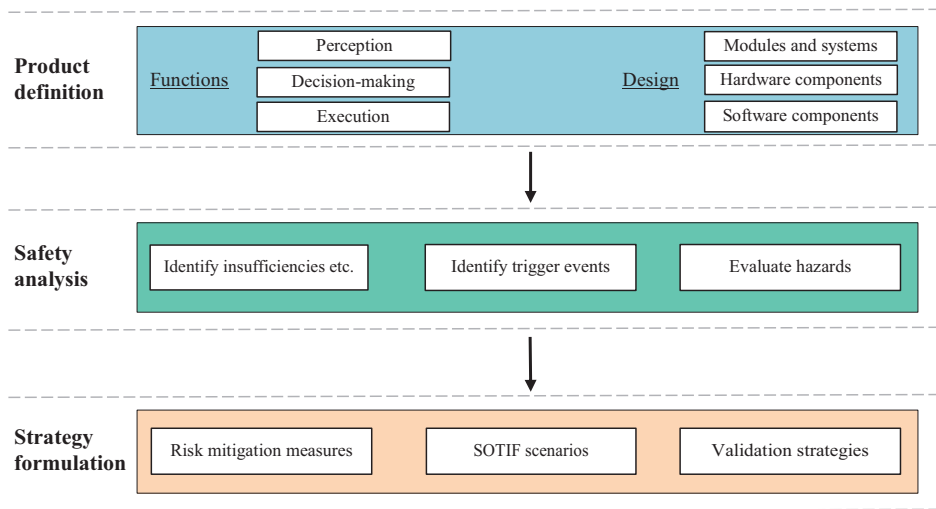 Product
definition
Functions
Perception
Decision-making
Execution
Design
Modules and systems
Hardware components
Software components
Safety
analysis
Identify insufficiencies etc.
Identify trigger events
Evaluate hazards
Strategy
formulation
Risk mitigation measures
SOTIF scenarios
Validation strategies